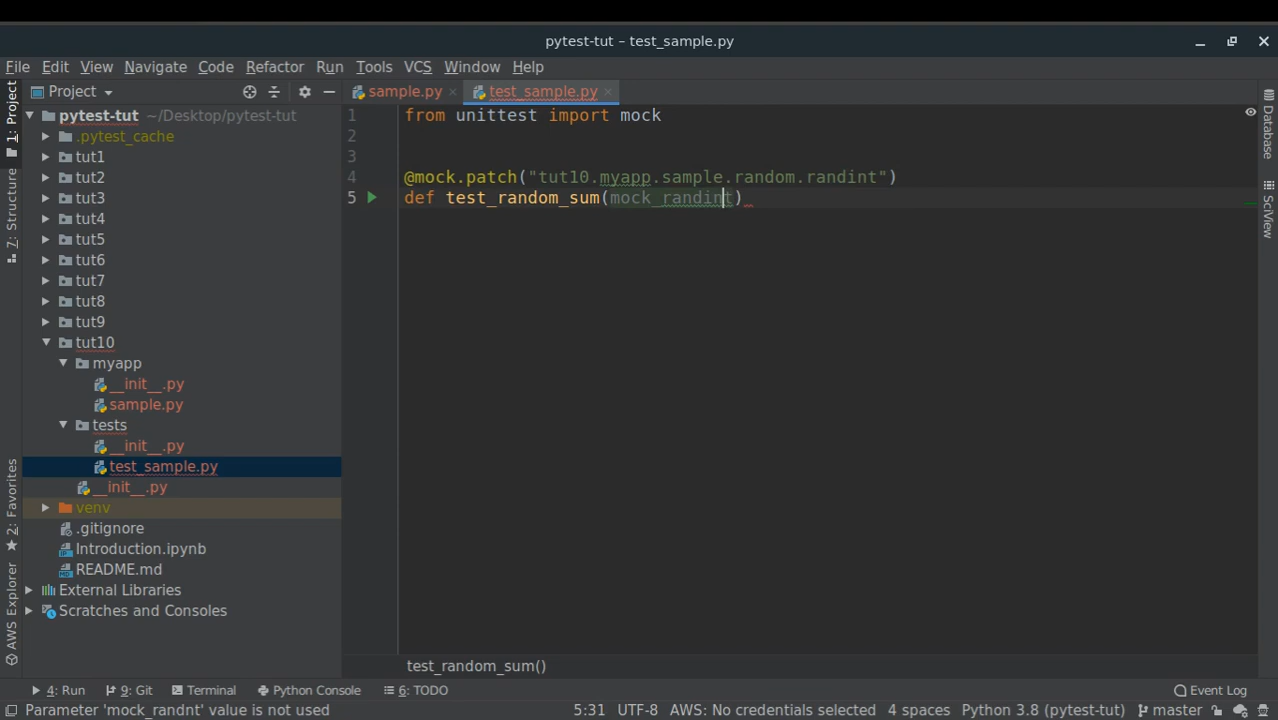 pytest-tut – test_sample.py
File Edit View Navigate Code Refactor Run Tools VCS Window Help
Project
sample.py
test_sample.py
1: Project
7: Structure
2: Favorites
AWS Explorer
pytest-tut ~/Desktop/pytest-tut
.pytest_cache
tut1
tut2
tut3
tut4
tut5
tut6
tut7
tut8
tut9
tut10
myapp
__init__.py
sample.py
tests
__init__.py
test_sample.py
__init__.py
venv
.gitignore
Introduction.ipynb
README.md
External Libraries
Scratches and Consoles
1 from unittest import mock
2
3
4 @mock.patch("tut10.myapp.sample.random.randint")
5 def test_random_sum(mock_randint)
Database
SciView
test_random_sum()
4: Run 9: Git Terminal Python Console 6: TODO Event Log
Parameter 'mock_randnt' value is not used 5:31 UTF-8 AWS: No credentials selected 4 spaces Python 3.8 (pytest-tut) master